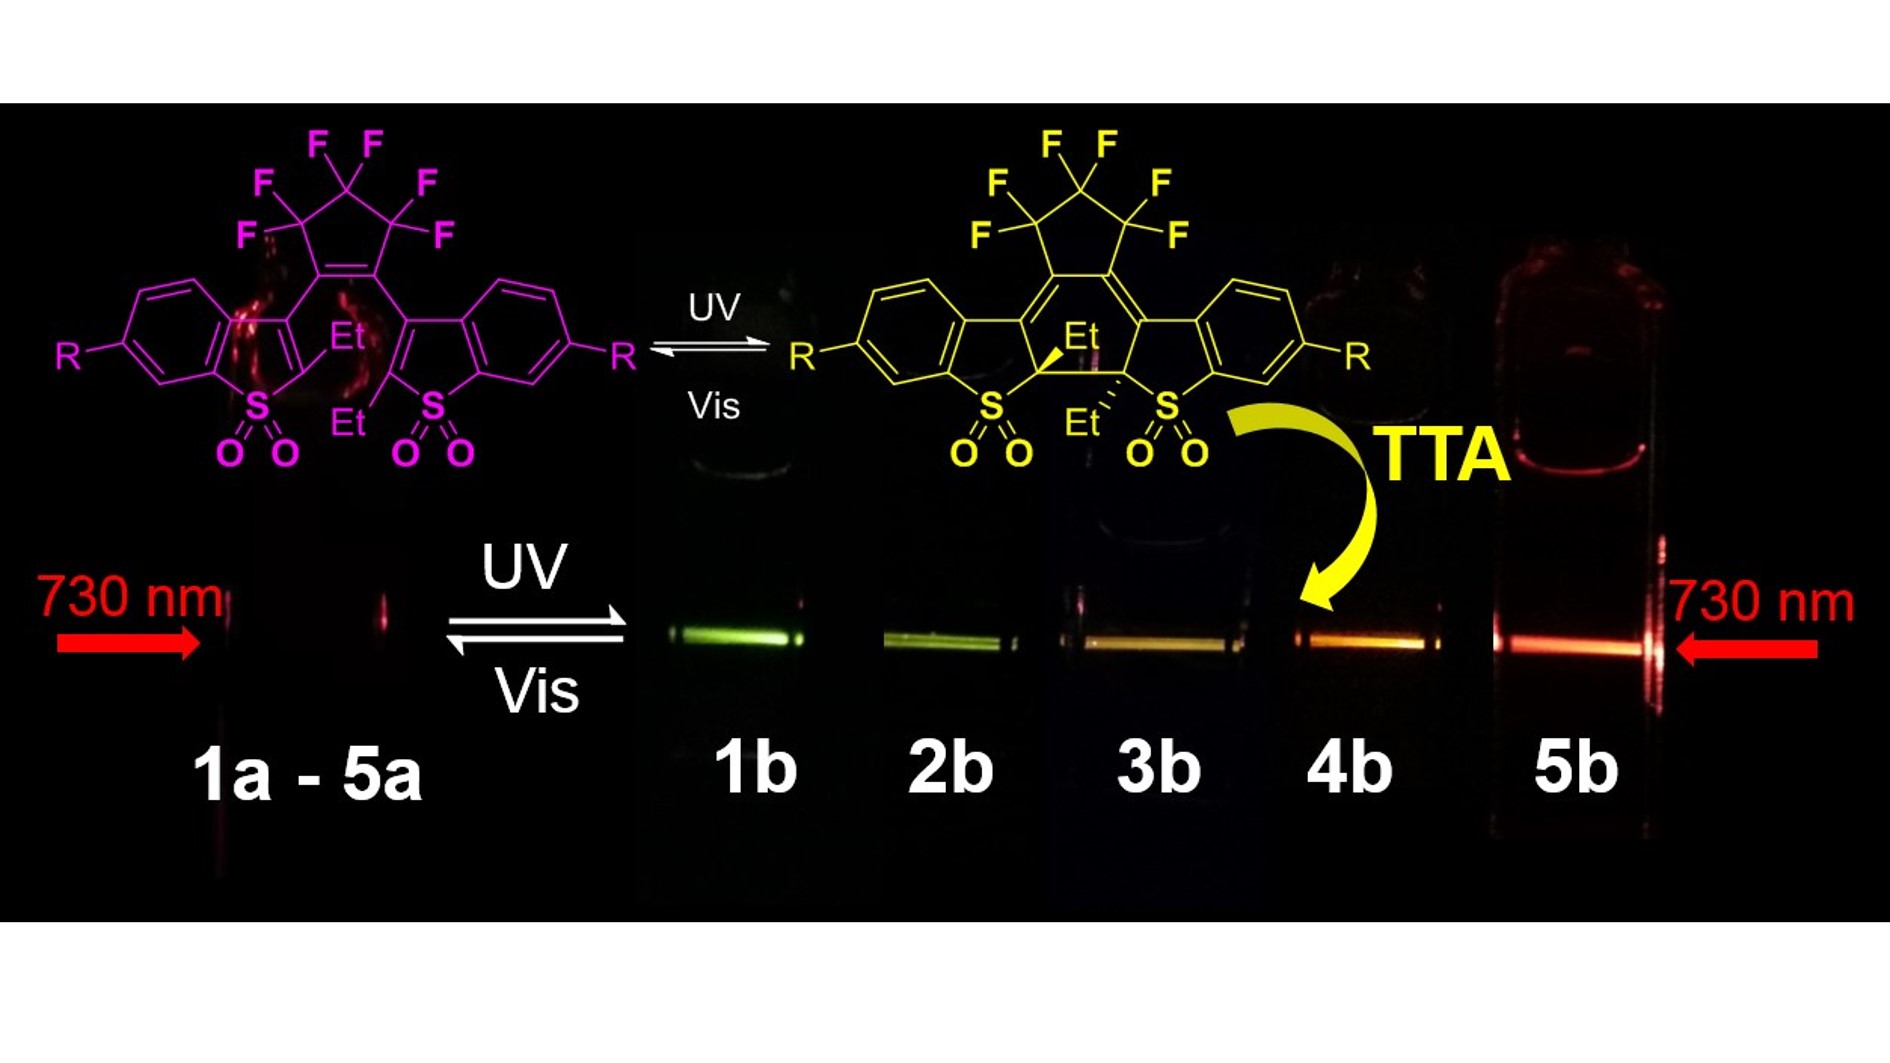 F F
F F
F F
R Et R
S Et S
O O O O
UV
Vis
F F
F F
F F
R Et R
S Et S
O O O O
TTA
730 nm
UV
Vis
730 nm
1a - 5a
1b 2b 3b 4b 5b